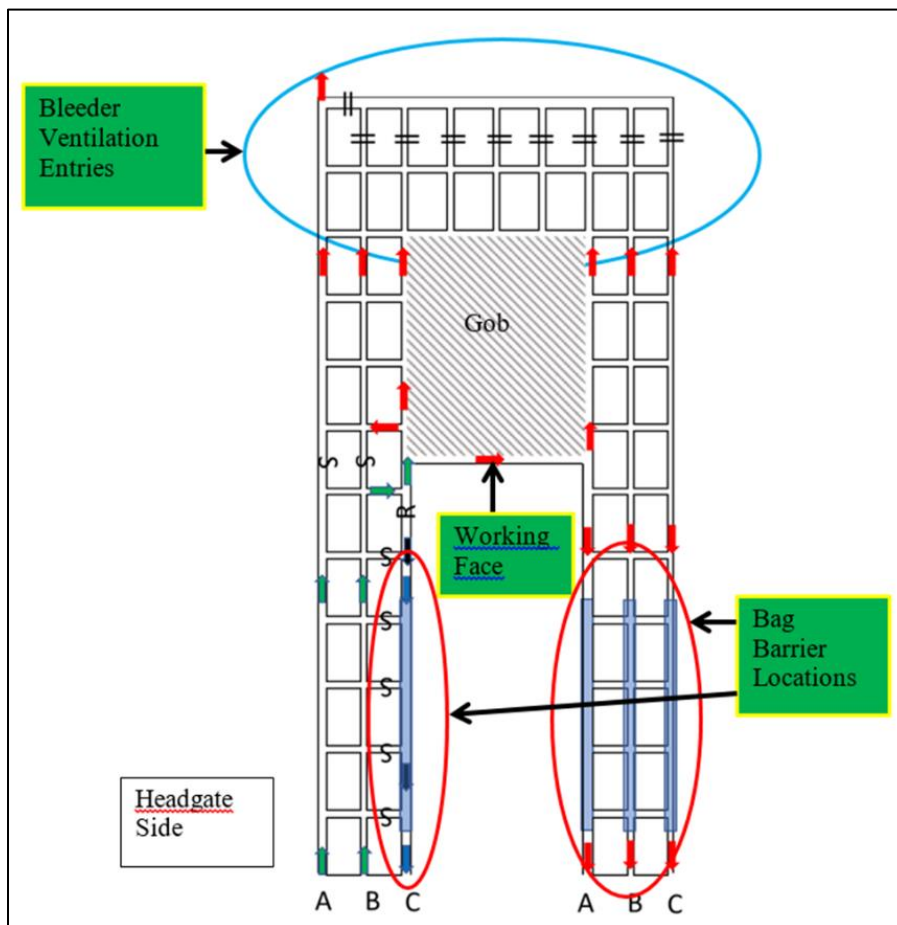 Bleeder
Ventilation
Entries
Gob
S S
R
Working
Face
S
S
Bag
Barrier
Locations
S
S
Headgate
Side
S
A B C A B C